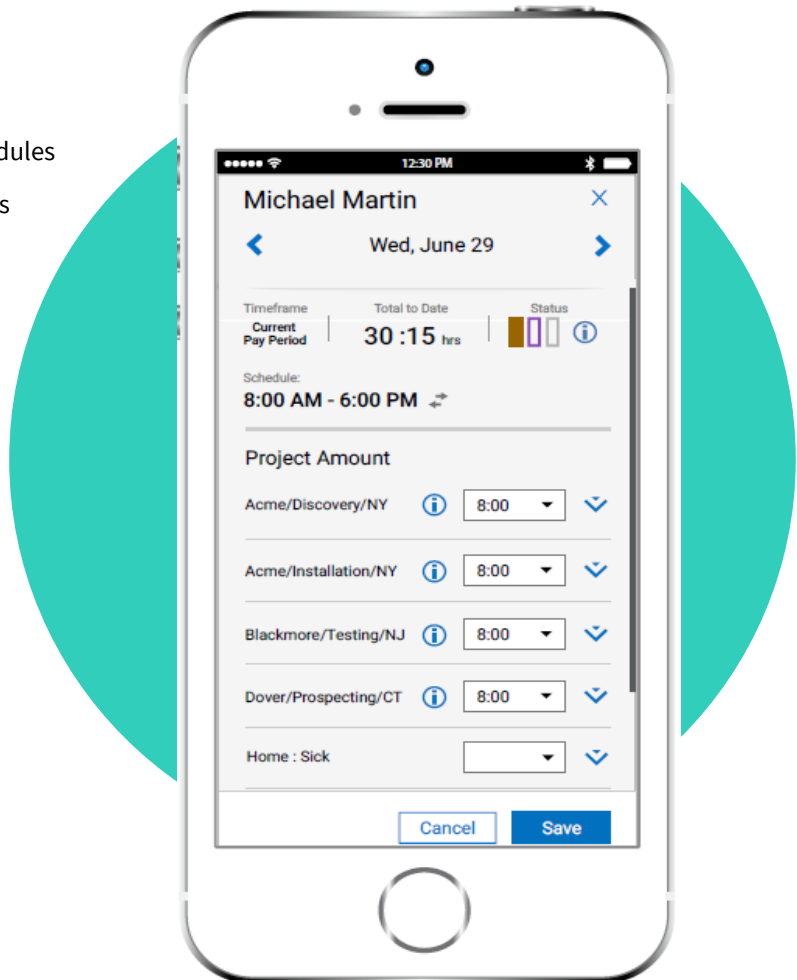 dules
s
12:30 PM
Michael Martin
Wed, June 29
Timeframe Total to Date Status
Current
Pay Period
30 :15 hrs
Schedule:
8:00 AM - 6:00 PM
Project Amount
Acme/Discovery/NY 8:00
Acme/Installation/NY 8:00
Blackmore/Testing/NJ 8:00
Dover/Prospecting/CT 8:00
Home : Sick
Cancel Save